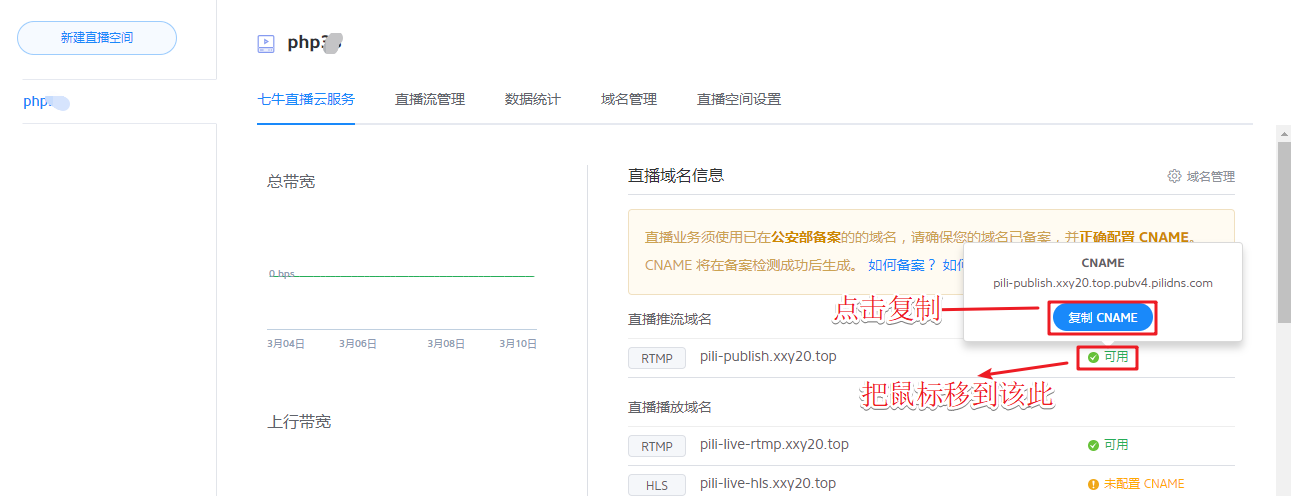 新建直播空间
php
php3
七牛直播云服务
直播流管理
数据统计
域名管理
直播空间设置
总带宽
0 bps
3月04日
3月06日
3月08日
3月10日
上行带宽
直播域名信息
域名管理
直播业务须使用已在公安部备案的的域名，请确保您的域名已备案，并正确配置 CNAME。
CNAME 将在备案检测成功后生成。 如何备案？ 如何
CNAME
pili-publish.xxy20.top.pubv4.pilidns.com
复制 CNAME
点击复制
直播推流域名
RTMP
pili-publish.xxy20.top
可用
把鼠标移到该此
直播播放域名
RTMP
pili-live-rtmp.xxy20.top
可用
HLS
pili-live-hls.xxy20.top
未配置 CNAME